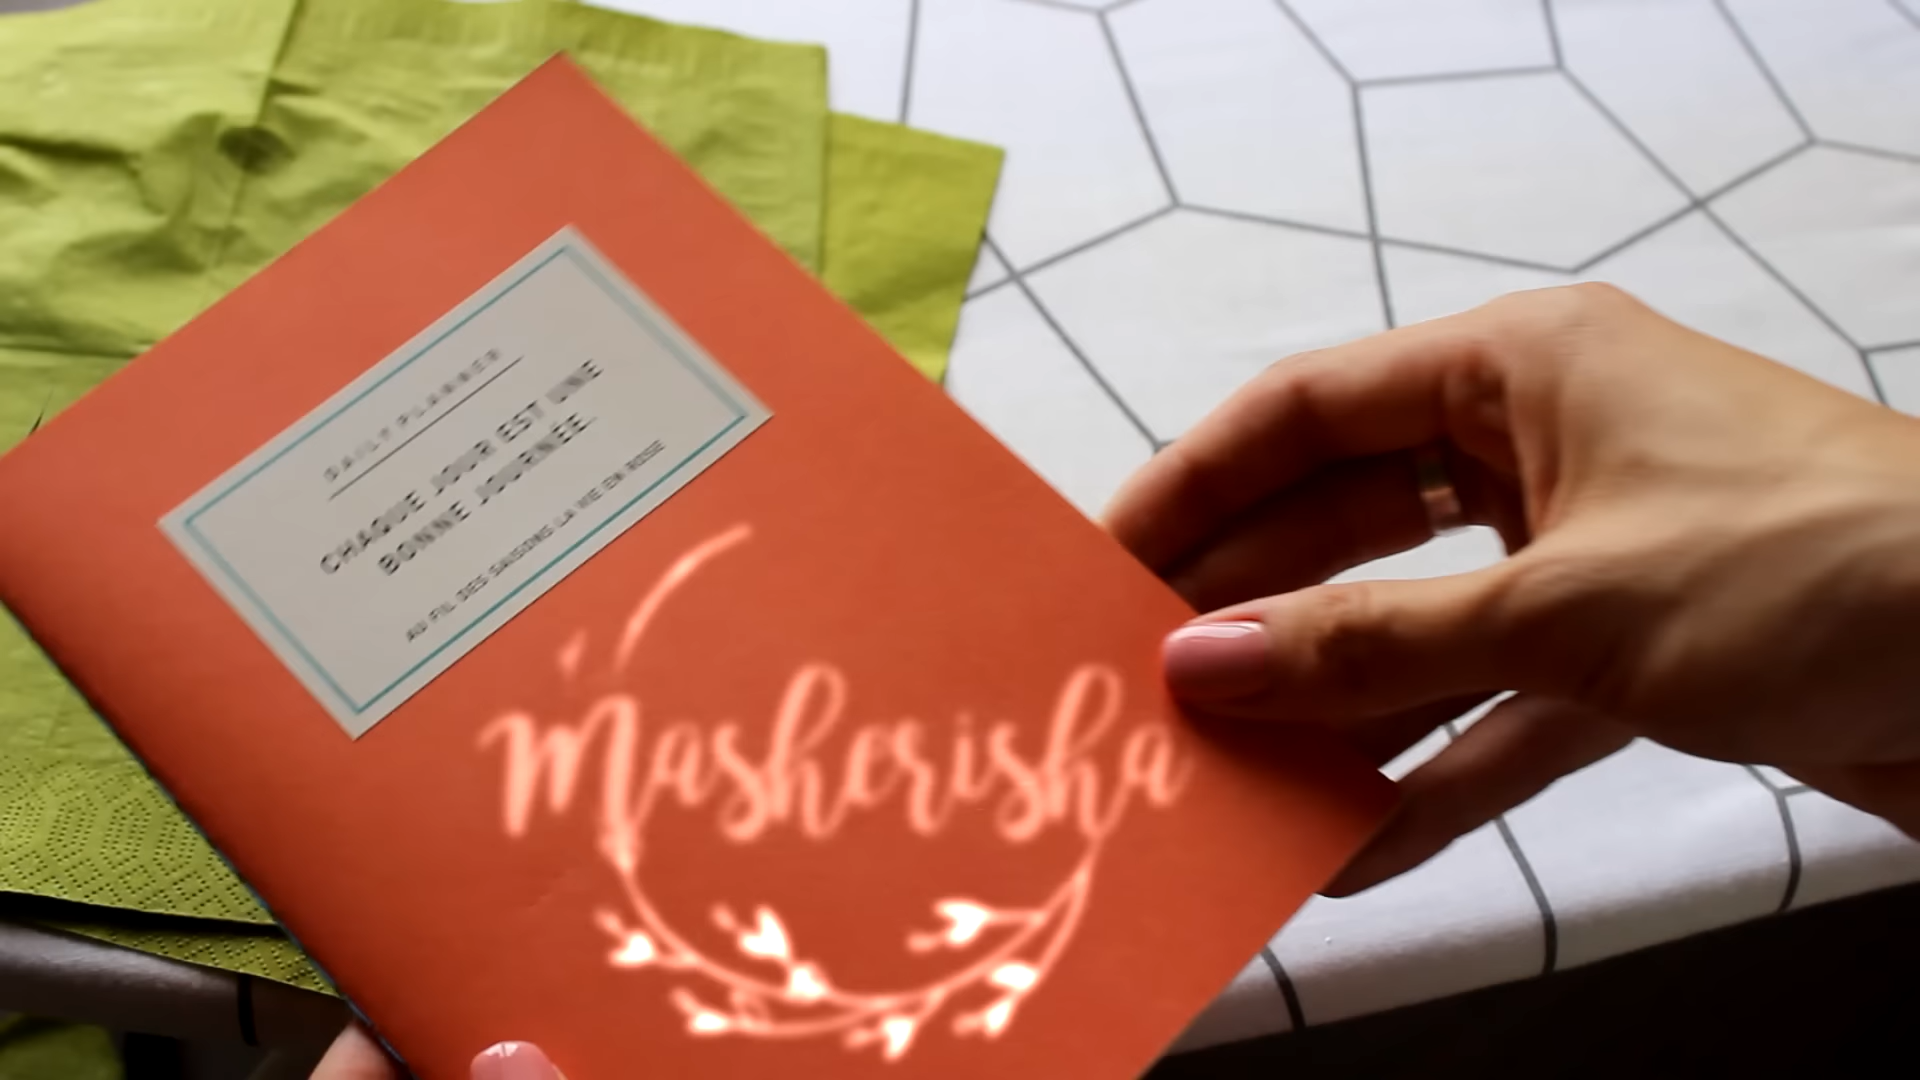 DAILY PLANNER
CHAQUE JOUR EST UNE
BONNE JOURNÉE.
AU FIL DES SAISONS LA VIE EN ROSE
Masherisha